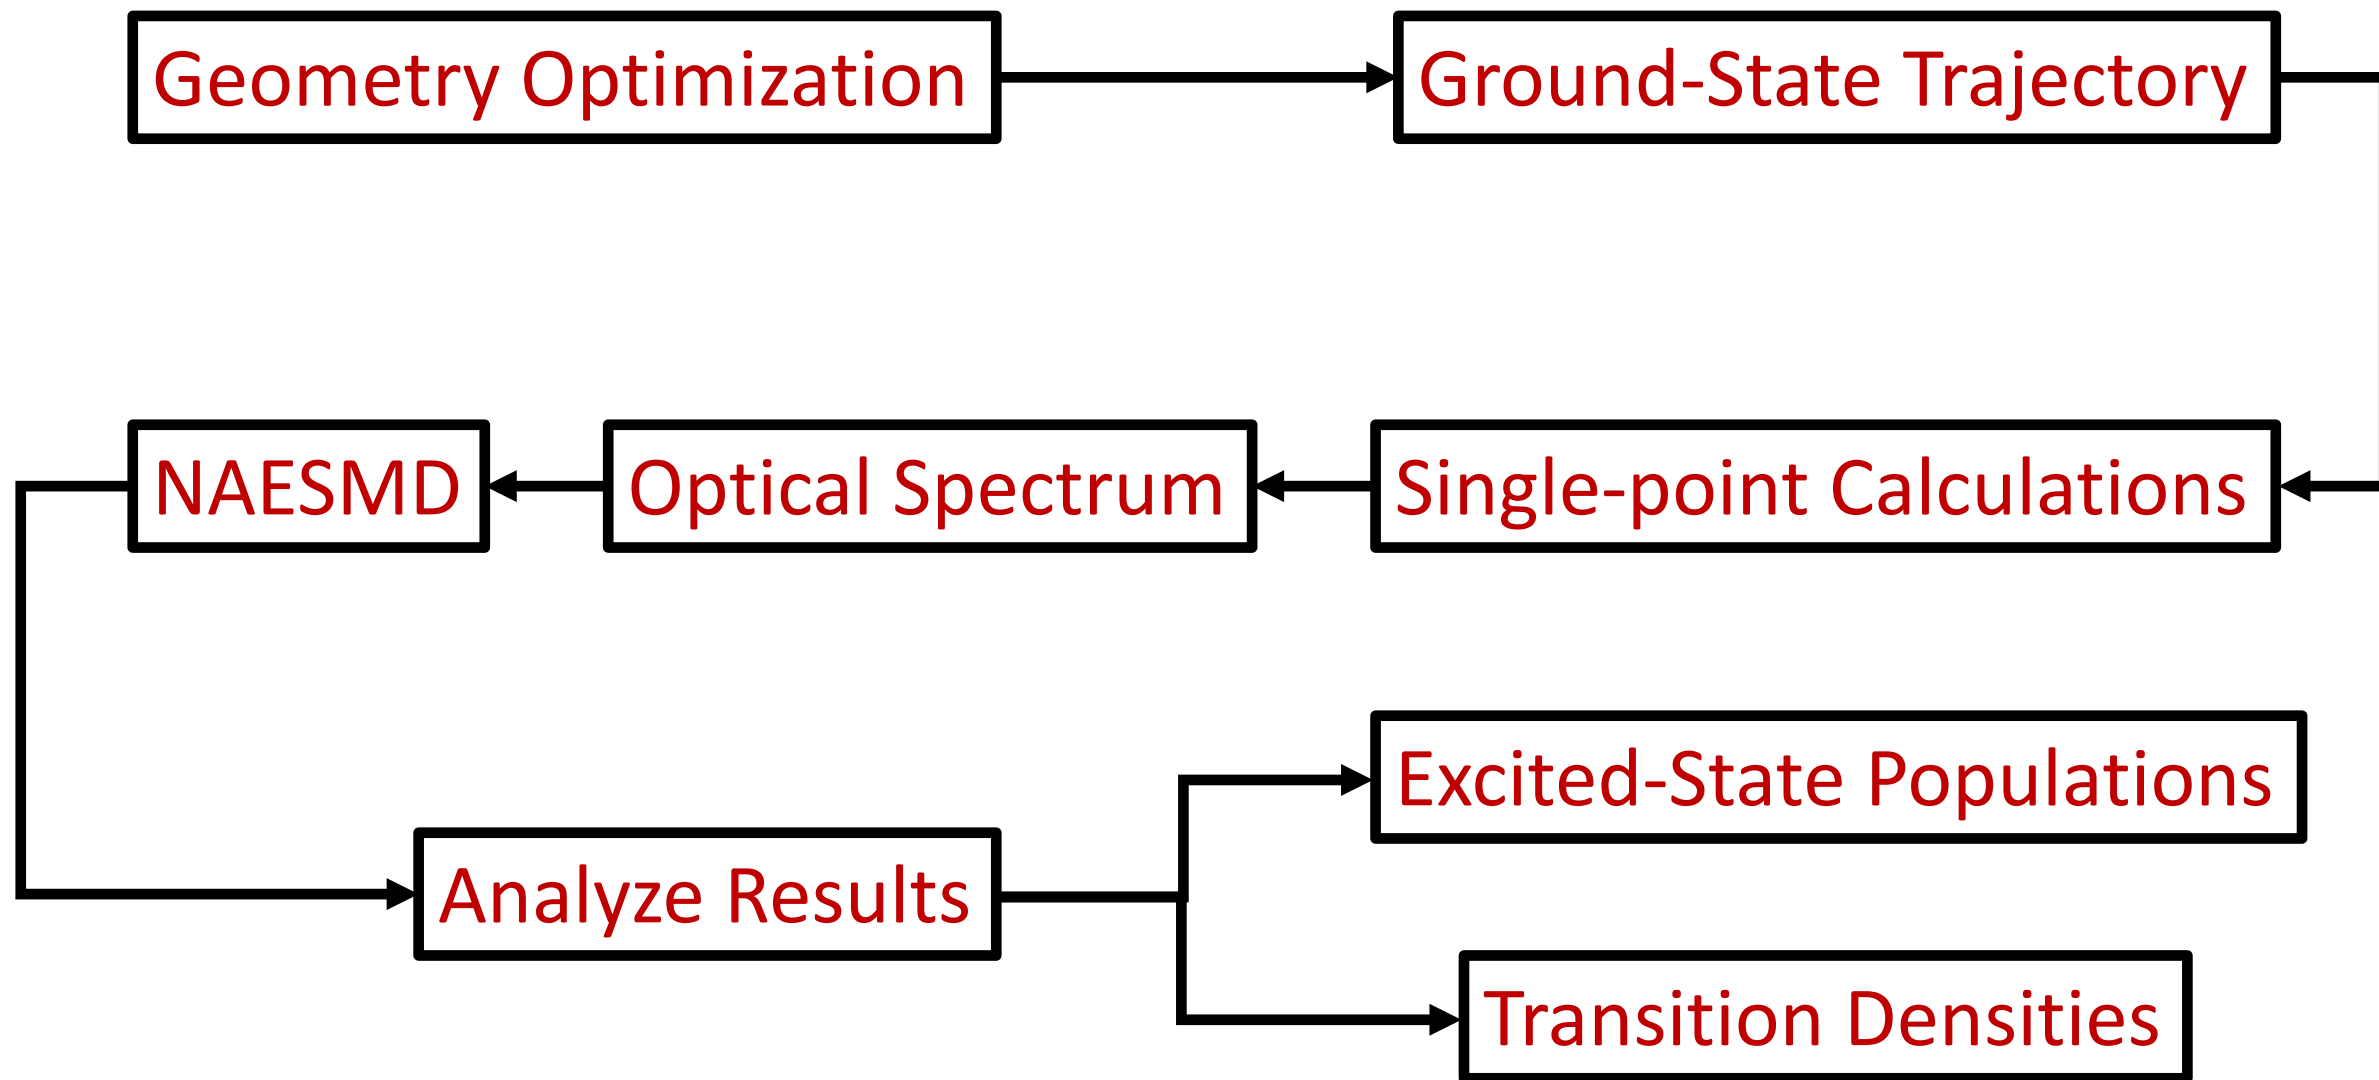 Geometry Optimization
Ground-State Trajectory
NAESMD
Optical Spectrum
Single-point Calculations
Excited-State Populations
Analyze Results
Transition Densities